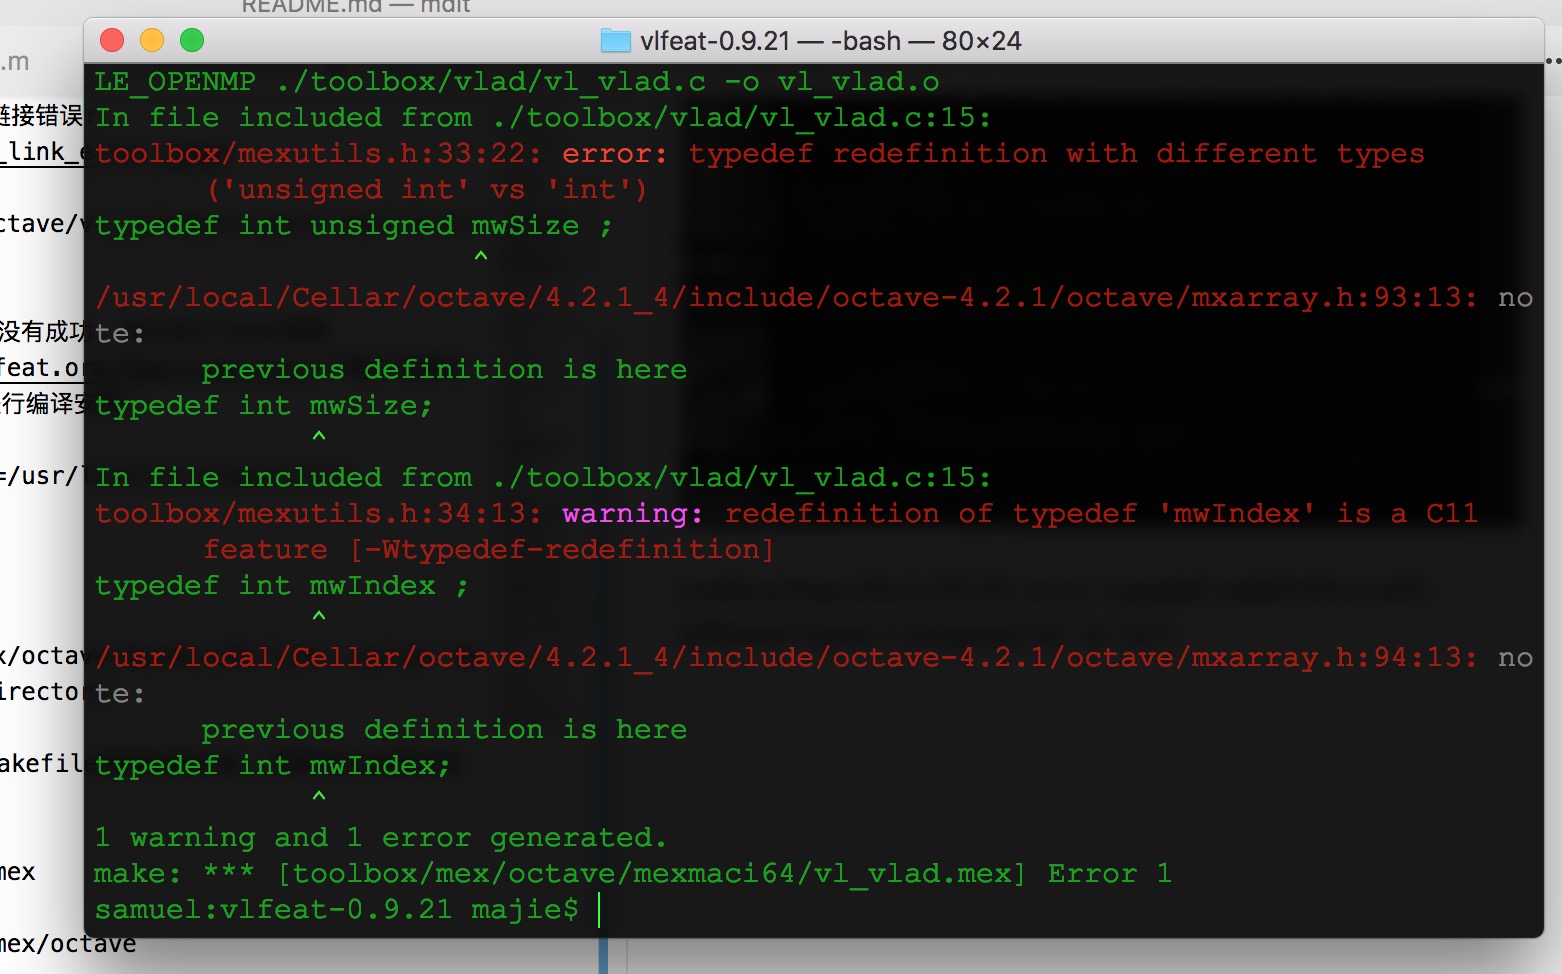 README.md — mdit
vlfeat-0.9.21 — -bash — 80×24
.m
LE_OPENMP ./toolbox/vlad/vl_vlad.c -o vl_vlad.o
链接错误
In file included from ./toolbox/vlad/vl_vlad.c:15:
_link_e
toolbox/mexutils.h:33:22: error: typedef redefinition with different types
('unsigned int' vs 'int')
ctave/v
typedef int unsigned mwSize ;
^
/usr/local/Cellar/octave/4.2.1_4/include/octave-4.2.1/octave/mxarray.h:93:13: no
没有成功
te:
feat.or
previous definition is here
行编译安
typedef int mwSize;
^
=/usr/l
In file included from ./toolbox/vlad/vl_vlad.c:15:
toolbox/mexutils.h:34:13: warning: redefinition of typedef 'mwIndex' is a C11
feature [-Wtypedef-redefinition]
typedef int mwIndex ;
^
x/octav
/usr/local/Cellar/octave/4.2.1_4/include/octave-4.2.1/octave/mxarray.h:94:13: no
irector
te:
previous definition is here
akefil
typedef int mwIndex;
^
1 warning and 1 error generated.
mex
make: *** [toolbox/mex/octave/mexmaci64/vl_vlad.mex] Error 1
samuel:vlfeat-0.9.21 majie$
mex/octave